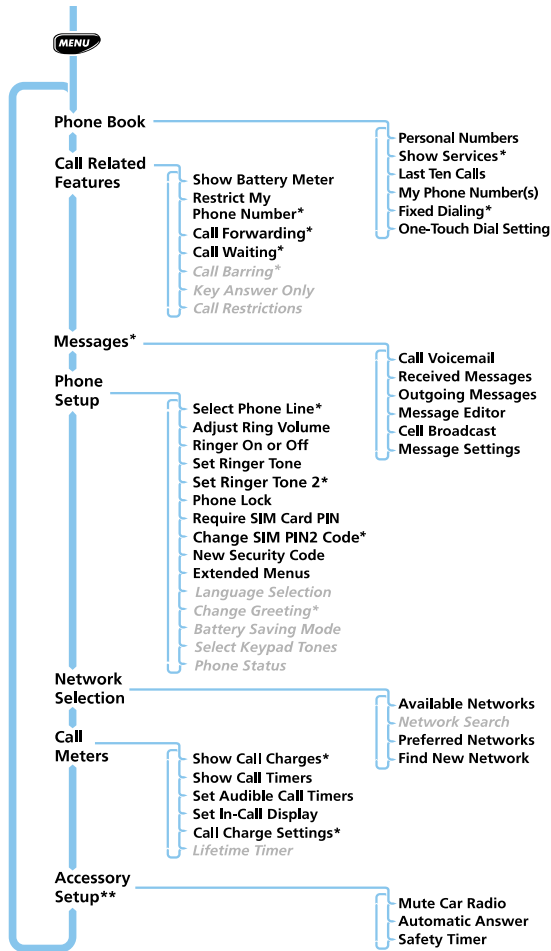 MENU
Phone Book
Personal Numbers
Show Services*
Last Ten Calls
My Phone Number(s)
Fixed Dialing*
One-Touch Dial Setting
Call Related
Features
Show Battery Meter
Restrict My
Phone Number*
Call Forwarding*
Call Waiting*
Call Barring*
Key Answer Only
Call Restrictions
Messages*
Call Voicemail
Received Messages
Outgoing Messages
Message Editor
Cell Broadcast
Message Settings
Phone
Setup
Select Phone Line*
Adjust Ring Volume
Ringer On or Off
Set Ringer Tone
Set Ringer Tone 2*
Phone Lock
Require SIM Card PIN
Change SIM PIN2 Code*
New Security Code
Extended Menus
Language Selection
Change Greeting*
Battery Saving Mode
Select Keypad Tones
Phone Status
Network
Selection
Available Networks
Network Search
Preferred Networks
Find New Network
Call
Meters
Show Call Charges*
Show Call Timers
Set Audible Call Timers
Set In-Call Display
Call Charge Settings*
Lifetime Timer
Accessory
Setup**
Mute Car Radio
Automatic Answer
Safety Timer